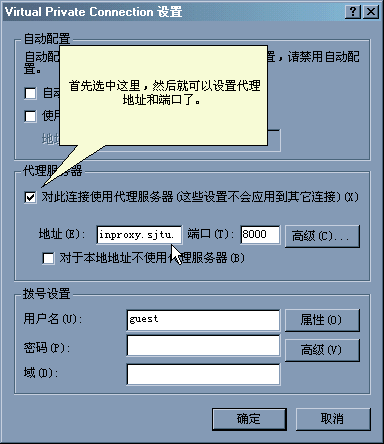 Virtual Private Connection 设置
自动配置
自动配
置，请禁用自动配
置。
首先选中这里，然后就可以设置代理
地址和端口了。
自
使用
地
代理服务器
对此连接使用代理服务器(这些设置不会应用到其它连接)(X)
地址(E): inproxy.sjtu. 端口(T): 8000 高级(C)...
对于本地地址不使用代理服务器(B)
拨号设置
用户名(U): guest 属性(O)
密码(P): 高级(V)
域(D):
确定 取消